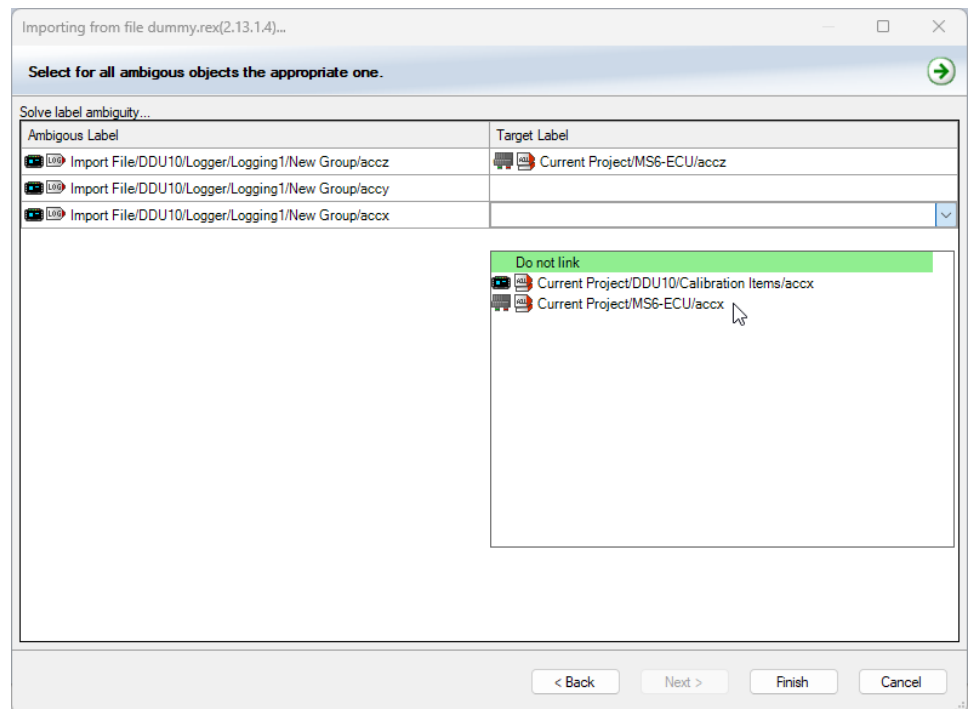 Importing from file dummy.rex(2.13.1.4)...
Select for all ambigous objects the appropriate one.
Solve label ambiguity...
Ambigous Label Target Label
LOG Import File/DDU10/Logger/Logging1/New Group/accz Current Project/MS6-ECU/accz
LOG Import File/DDU10/Logger/Logging1/New Group/accy
LOG Import File/DDU10/Logger/Logging1/New Group/accx
Do not link
Current Project/DDU10/Calibration Items/accx
Current Project/MS6-ECU/accx
< Back Next > Finish Cancel